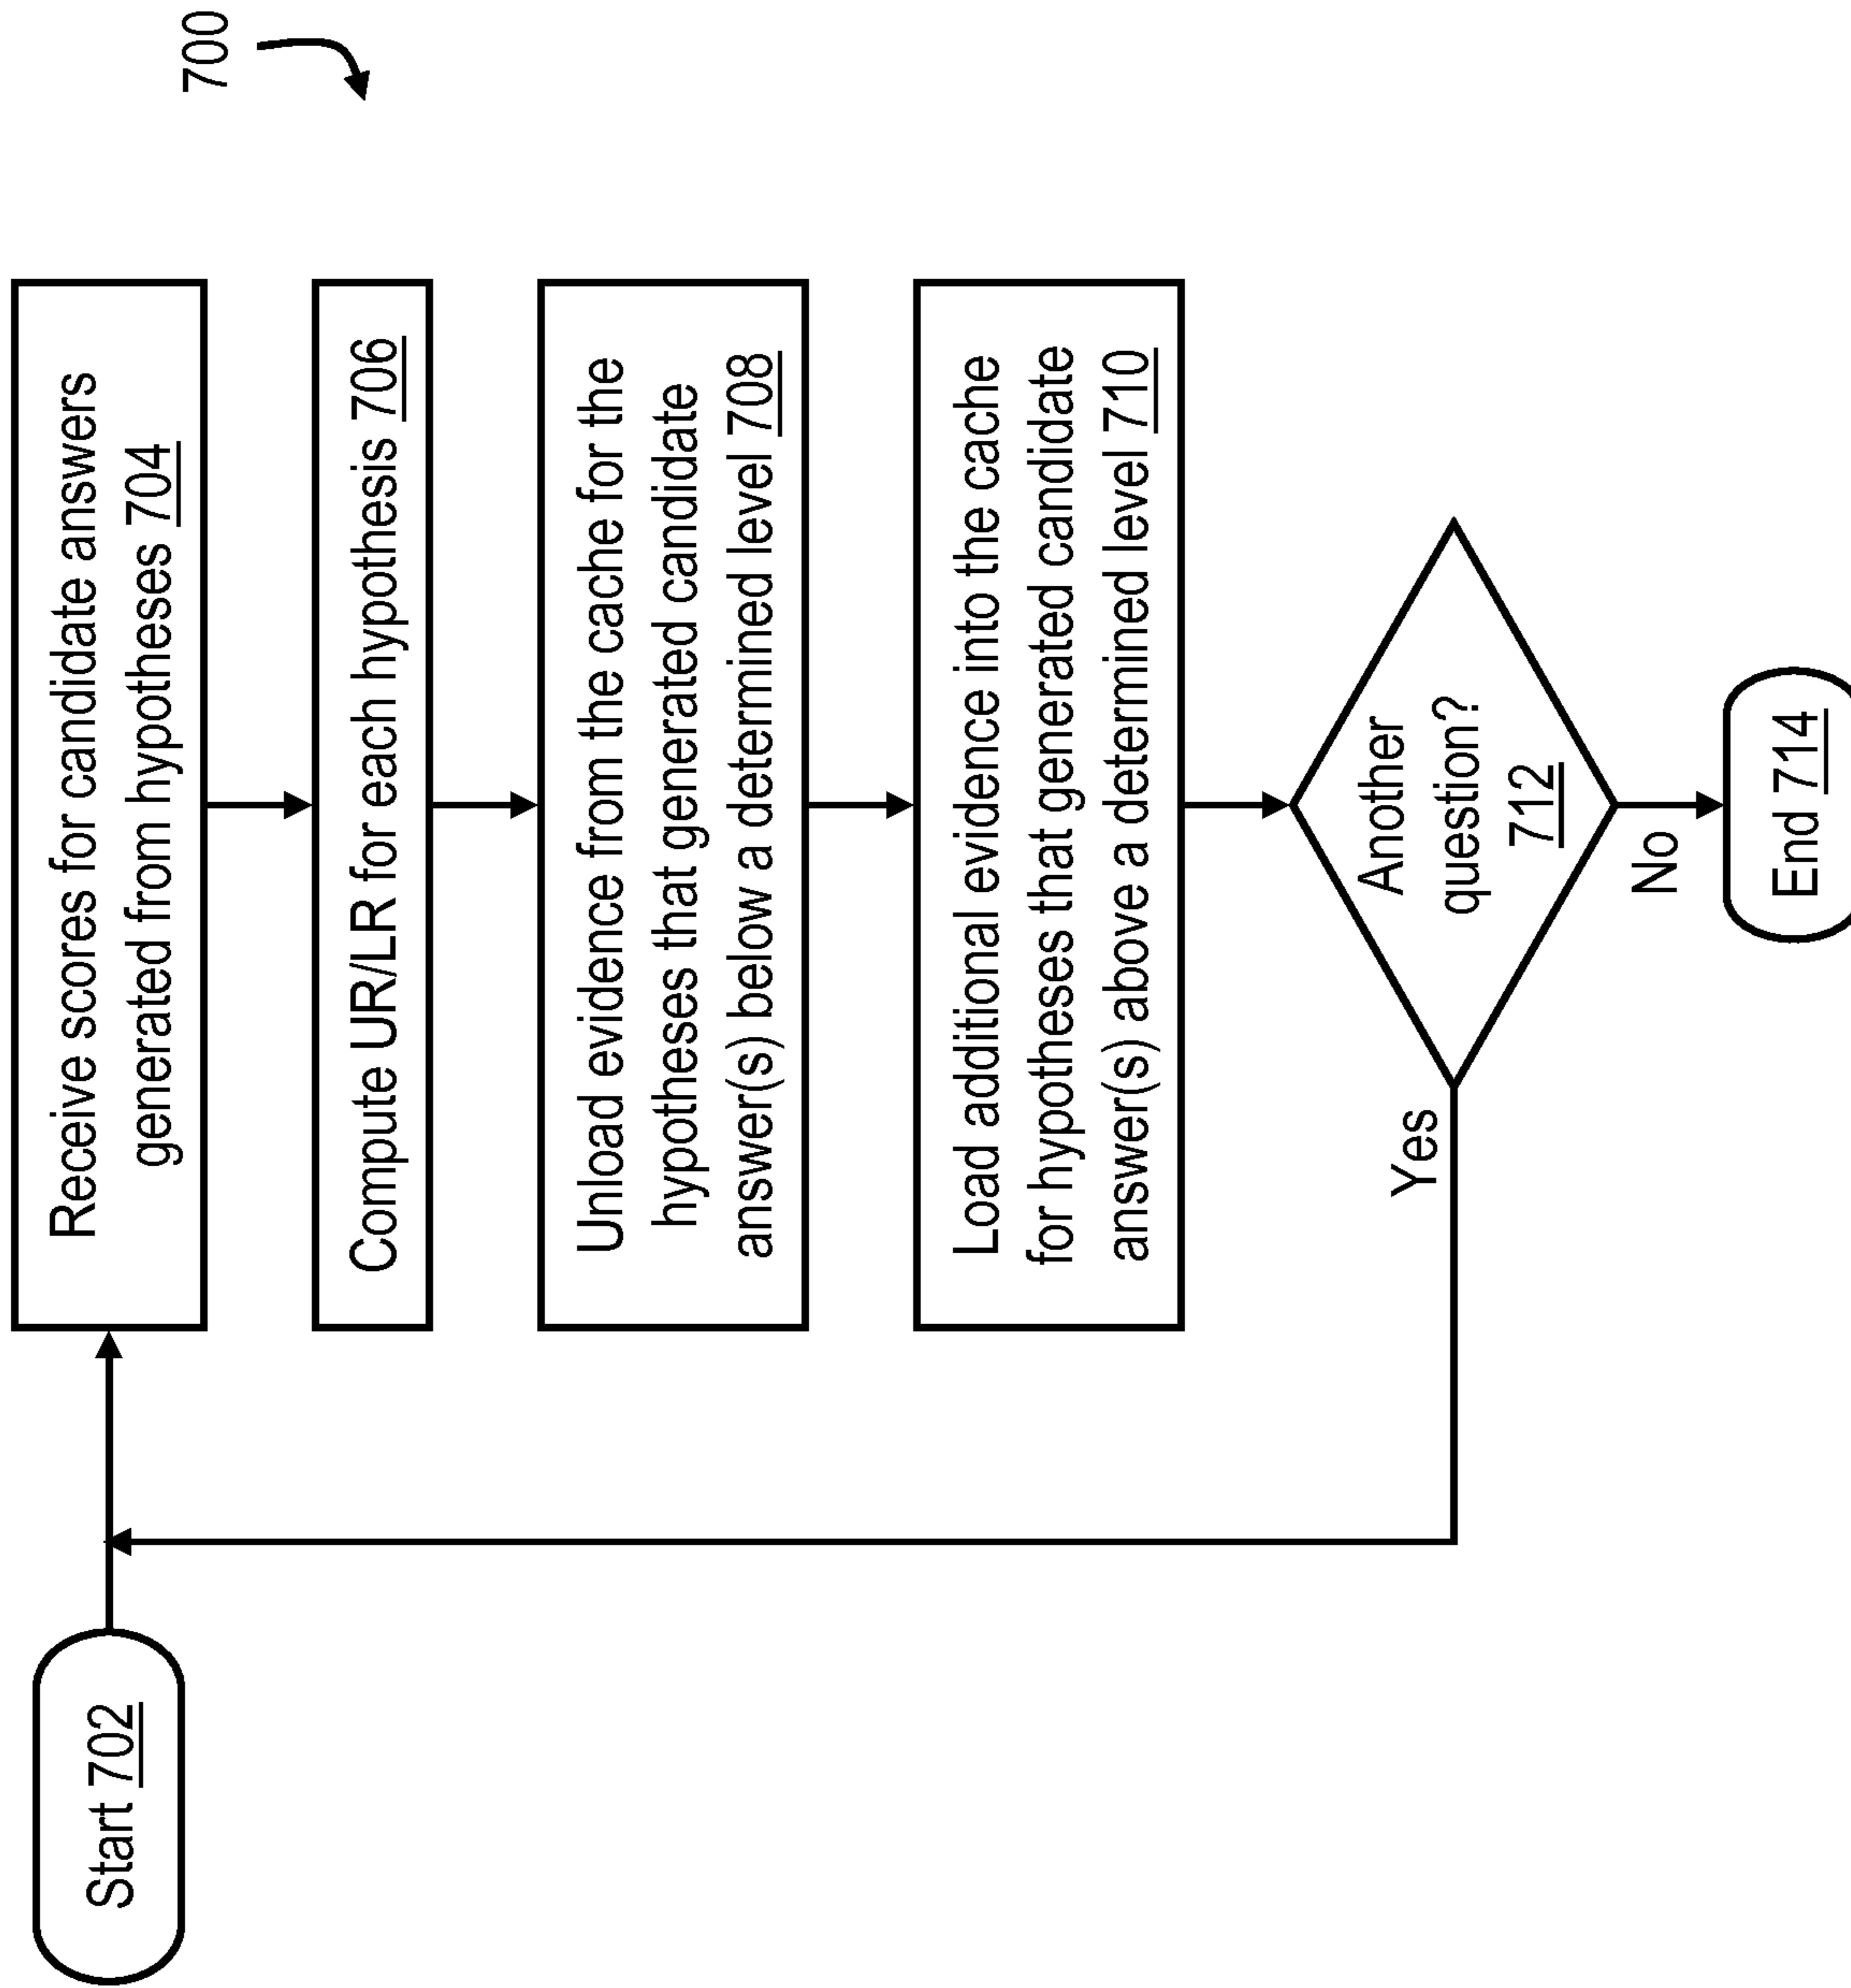 700
Start 702
Receive scores for candidate answers
generated from hypotheses 704
Compute UR/LR for each hypothesis 706
Unload evidence from the cache for the
hypotheses that generated candidate
answer(s) below a determined level 708
Load additional evidence into the cache
for hypotheses that generated candidate
answer(s) above a determined level 710
Another
question?
712
Yes
No
End 714